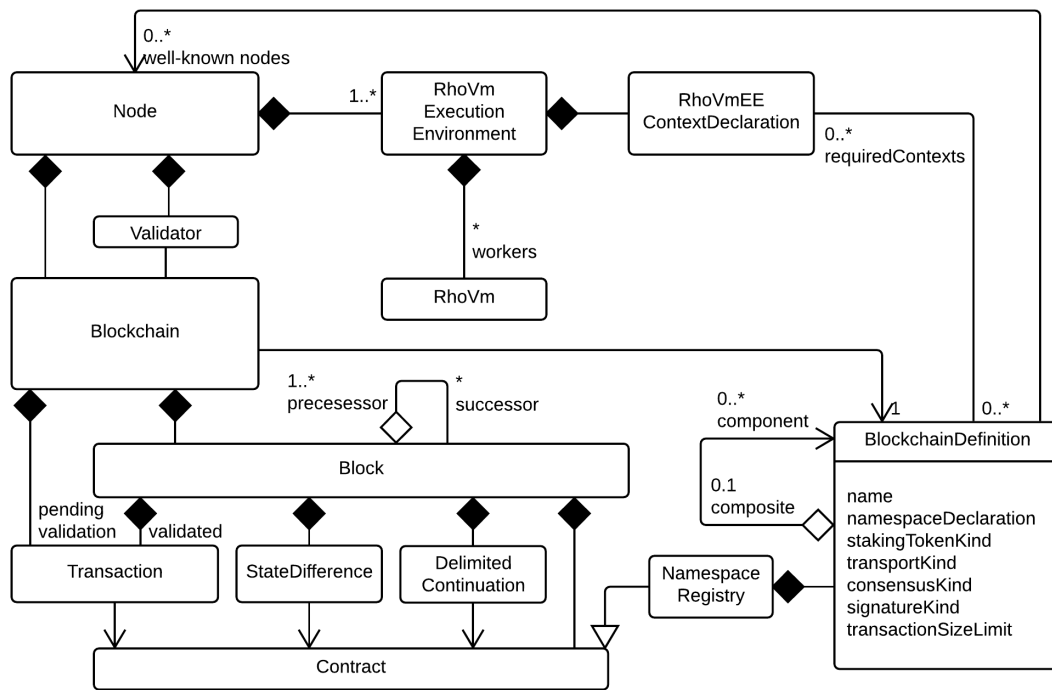 0..*
well-known nodes
Node
1..*
RhoVm
Execution
Environment
RhoVmEE
ContextDeclaration
0..*
requiredContexts
Validator
*
workers
RhoVm
Blockchain
1..*
precesessor
*
successor
0..*
component
1
0..*
BlockchainDefinition
Block
0.1
composite
name
namespaceDeclaration
stakingTokenKind
transportKind
consensusKind
signatureKind
transactionSizeLimit
pending
validation
validated
Transaction
StateDifference
Delimited
Continuation
Namespace
Registry
Contract